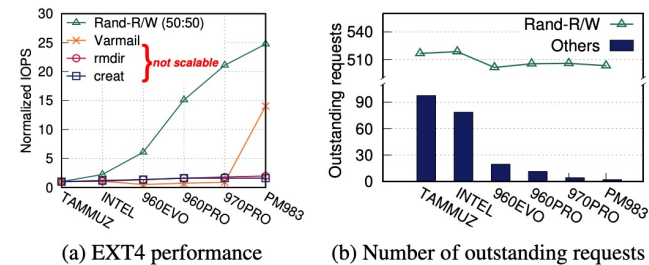 30
25
20
15
10
5
0
Normalized IOPS
Rand-R/W (50:50)
Varmail
rmdir
creat
not scalable
TAMMUZ
INTEL
960EVO
960PRO
970PRO
PM983
(a) EXT4 performance
540
510
90
60
30
0
Outstanding requests
Rand-R/W
Others
TAMMUZ
INTEL
960EVO
960PRO
970PRO
PM983
(b) Number of outstanding requests